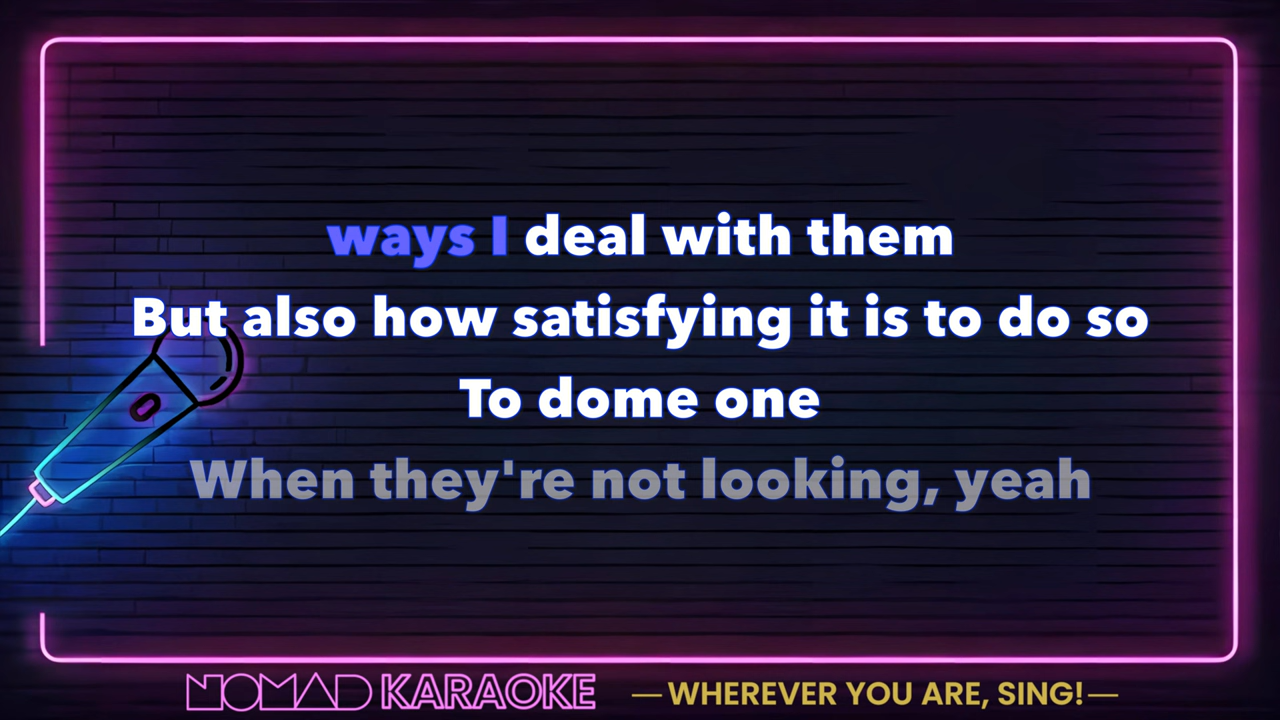 ways I deal with them
But also how satisfying it is to do so
To dome one
When they're not looking, yeah
NOMAD KARAOKE — WHEREVER YOU ARE, SING! —